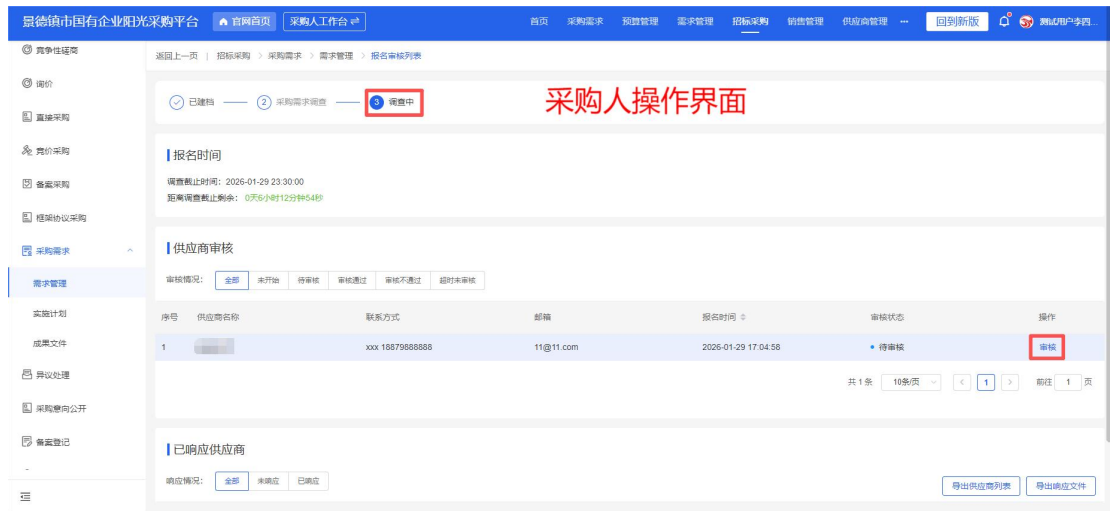 景德镇市国有企业阳光采购平台 官网首页 采购人工作台 首页 采购需求 预算管理 需求管理 招标采购 销售管理 供应商管理 ··· 回到新版 测试用户李四...
竞争性磋商
询价
直接采购
竞价采购
备案采购
框架协议采购
采购需求
需求管理
实施计划
成果文件
异议处理
采购意向公开
备案登记
返回上一页 | 招标采购 > 采购需求 > 需求管理 > 报名审核列表
已建档 2 采购需求调查 3 调查中
采购人操作界面
报名时间
调查截止时间: 2026-01-29 23:30:00
距离调查截止剩余: 0天6小时12分钟54秒
供应商审核
审核情况: 全部 未开始 待审核 审核通过 审核不通过 超时未审核
序号 供应商名称 联系方式 邮箱 报名时间 审核状态 操作
1 xxx 18879888888 11@11.com 2026-01-29 17:04:58 待审核 审核
共 1 条 10条/页 < 1 > 前往 1 页
已响应供应商
响应情况: 全部 未响应 已响应
导出供应商列表 导出响应文件